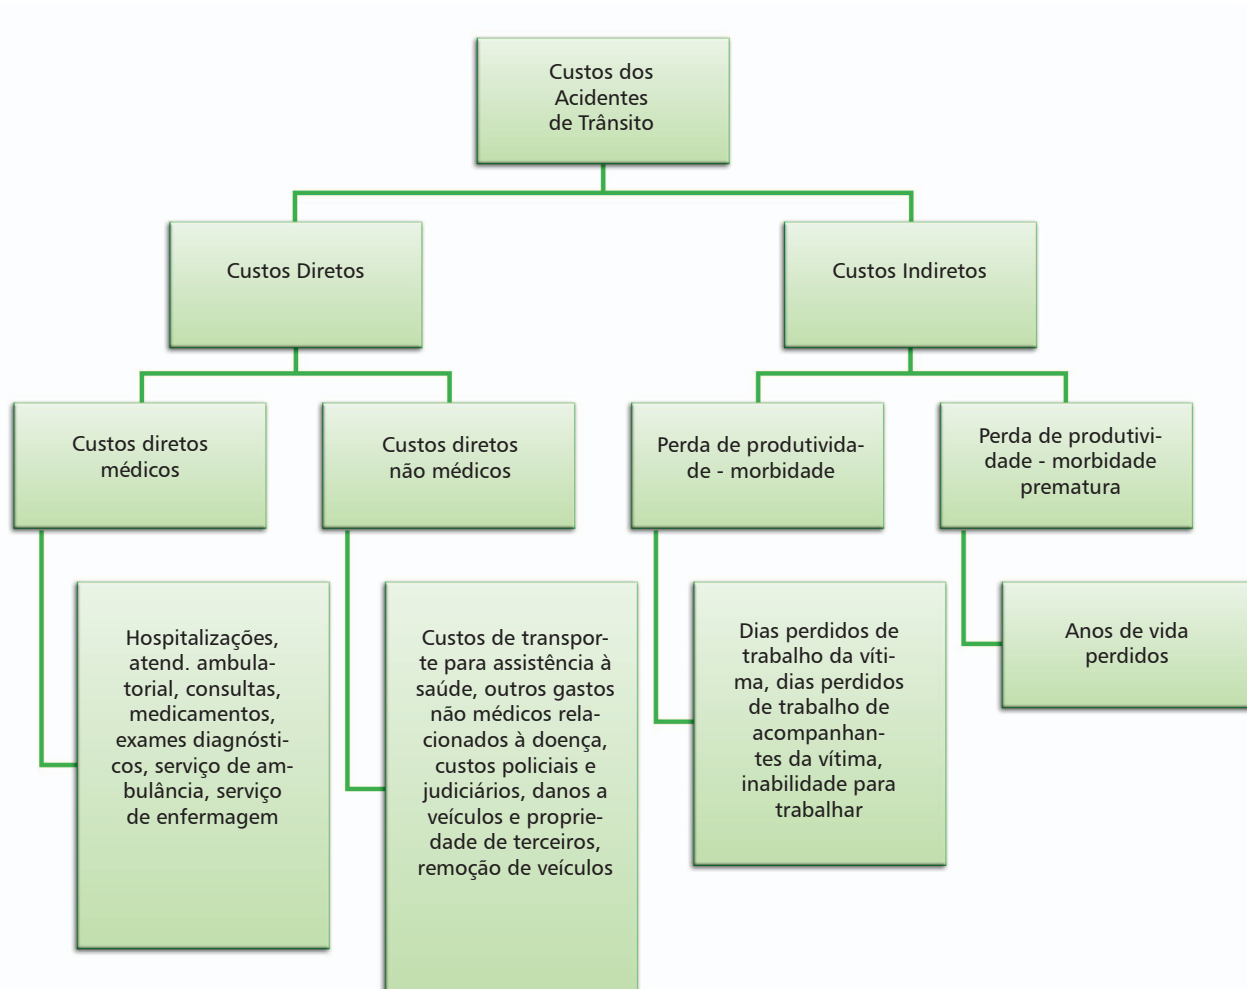 Custos dos
Acidentes
de Trânsito
Custos Diretos
Custos Indiretos
Custos diretos
médicos
Custos diretos
não médicos
Perda de produtivida-
de - morbidade
Perda de produtivi-
dade - morbidade
prematura
Hospitalizações,
atend. ambula-
torial, consultas,
medicamentos,
exames diagnósti-
cos, serviço de am-
bulância, serviço
de enfermagem
Custos de transpor-
te para assistência à
saúde, outros gastos
não médicos rela-
cionados à doença,
custos policiais e
judiciários, danos a
veículos e proprie-
dade de terceiros,
remoção de veículos
Dias perdidos de
trabalho da víti-
ma, dias perdidos
de trabalho de
acompanhan-
tes da vítima,
inabilidade para
trabalhar
Anos de vida
perdidos